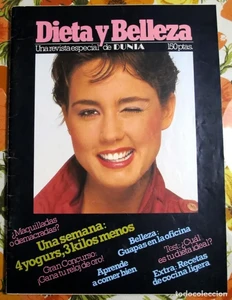 Dieta y Belleza
Una revista especial de DUNIA 150 ptas.
¿Maquilladas
o demacradas?
Una semana:
4 yogurs, 3 kilos menos
Gran Concurso:
¡Gana tu reloj de oro!
Aprende
a comer bien
Belleza:
Guapas en la oficina
Test: ¿Cuál
es tu dieta ideal?
Extra: Recetas
de cocina ligera
todocoleccion